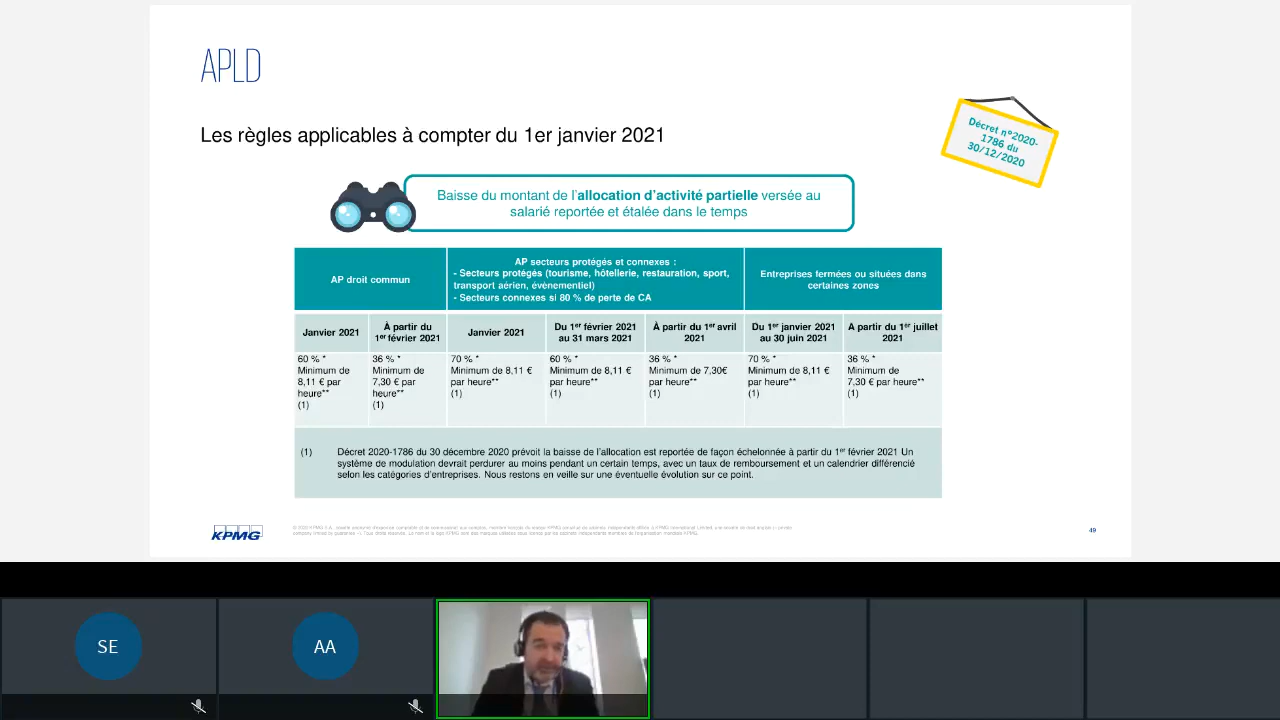 APLD
Les règles applicables à compter du 1er janvier 2021
Décret n°2020-
1786 du
30/12/2020
Baisse du montant de l'allocation d'activité partielle versée au
salarié reportée et étalée dans le temps
AP droit commun
AP secteurs protégés et connexes :
- Secteurs protégés (tourisme, hôtellerie, restauration, sport,
transport aérien, évènementiel)
- Secteurs connexes si 80 % de perte de CA
Entreprises fermées ou situées dans
certaines zones
Janvier 2021
À partir du
1er février 2021
Janvier 2021
Du 1er février 2021
au 31 mars 2021
À partir du 1er avril
2021
Du 1er janvier 2021
au 30 juin 2021
À partir du 1er juillet
2021
60 % *
Minimum de
8,11 € par
heure**
(1)
36 % *
Minimum de
7,30 € par
heure**
(1)
70 % *
Minimum de 8,11 €
par heure**
(1)
60 % *
Minimum de 8,11 €
par heure**
(1)
36 % *
Minimum de 7,30€
par heure**
(1)
70 % *
Minimum de 8,11 €
par heure**
(1)
36 % *
Minimum de
7,30 € par heure**
(1)
(1) Décret 2020-1786 du 30 décembre 2020 prévoit la baisse de l'allocation est reportée de façon échelonnée à partir du 1er février 2021 Un
système de modulation devrait perdurer au moins pendant un certain temps, avec un taux de remboursement et un calendrier différencié
selon les catégories d'entreprises. Nous restons en veille sur une éventuelle évolution sur ce point.
KPMG
49
SE
AA